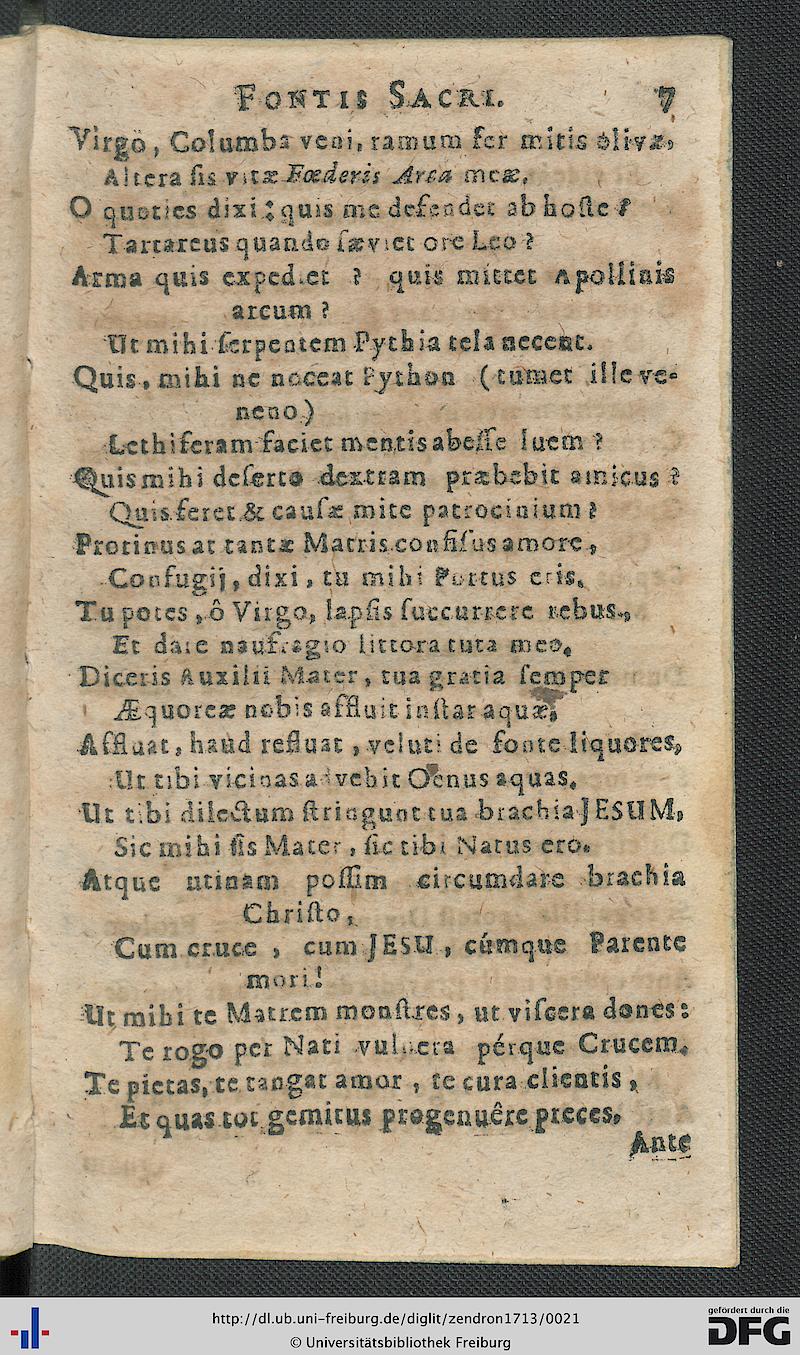 FONTIS SACRI. 7
Virgo, Columba veni, ramum fer mitis olivæ,
Altera sis vitæ Fœderis Arca meæ.
O quoties dixi: quis me defendet ab hoſte?
Tartareus quando ſæviet ore Leo?
Arma quis expediet ? quis mittet Apollinis
arcum?
Ut mihi ſerpentem Pythia tela necent.
Quis, mihi ne noceat Python (tumet ille ve-
neno)
Lethiferam faciet mentis abeſſe luem?
Quis mihi deſerto dextram præbebit amicus?
Quis feret & cauſæ mite patrocinium?
Protinus at tantæ Matris confiſus amore,
Confugij, dixi, tu mihi Portus eris.
Tu potes, ô Virgo, lapſis ſuccurrere rebus,
Et dare naufragio littora tuta meo.
Diceris Auxilii Mater, tua gratia ſemper
Æquoreæ nobis affluit inſtar aquæ;
Affluat, haud refluat, veluti de fonte liquores,
Ut tibi vicinas advehit Oenus aquas.
Ut tibi dilectum ſtringunt tua brachia JESUM,
Sic mihi ſis Mater, ſic tibi Natus ero.
Atque utinam poſſim circumdare brachia
Chriſto,
Cum cruce, cum JESU, cúmque Parente
mori!
Ut mihi te Matrem monſtres, ut viſcera dones:
Te rogo per Nati vulnera pérque Crucem.
Te pietas, te tangat amor, te cura clientis,
Et quas tot gemitus progenuêre preces.
Ante
http://dl.ub.uni-freiburg.de/diglit/zendron1713/0021
© Universitätsbibliothek Freiburg
gefördert durch die
DFG